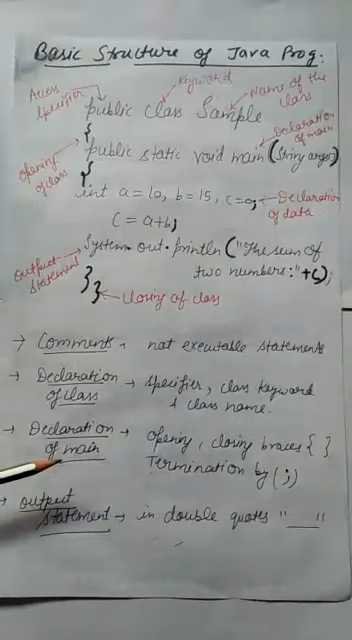 Basic Structure of Java Prog:
Access Specifier
Keyword
Name of the class
public class Sample
{
Declaration of main
public static void main (String args)
opening of class
{
int a = 10, b = 15, c = 0;
Declaration of data
C = a+b;
System.out.println ("The sum of
two numbers:" + c);
output statement
} }
closing of class
→ Comments → not executable statements
→ Declaration → specifier, class keyword
of class & class name.
→ Declaration → opening, closing braces { }
of main Termination by (;)
→ output
statement → in double quotes "__"